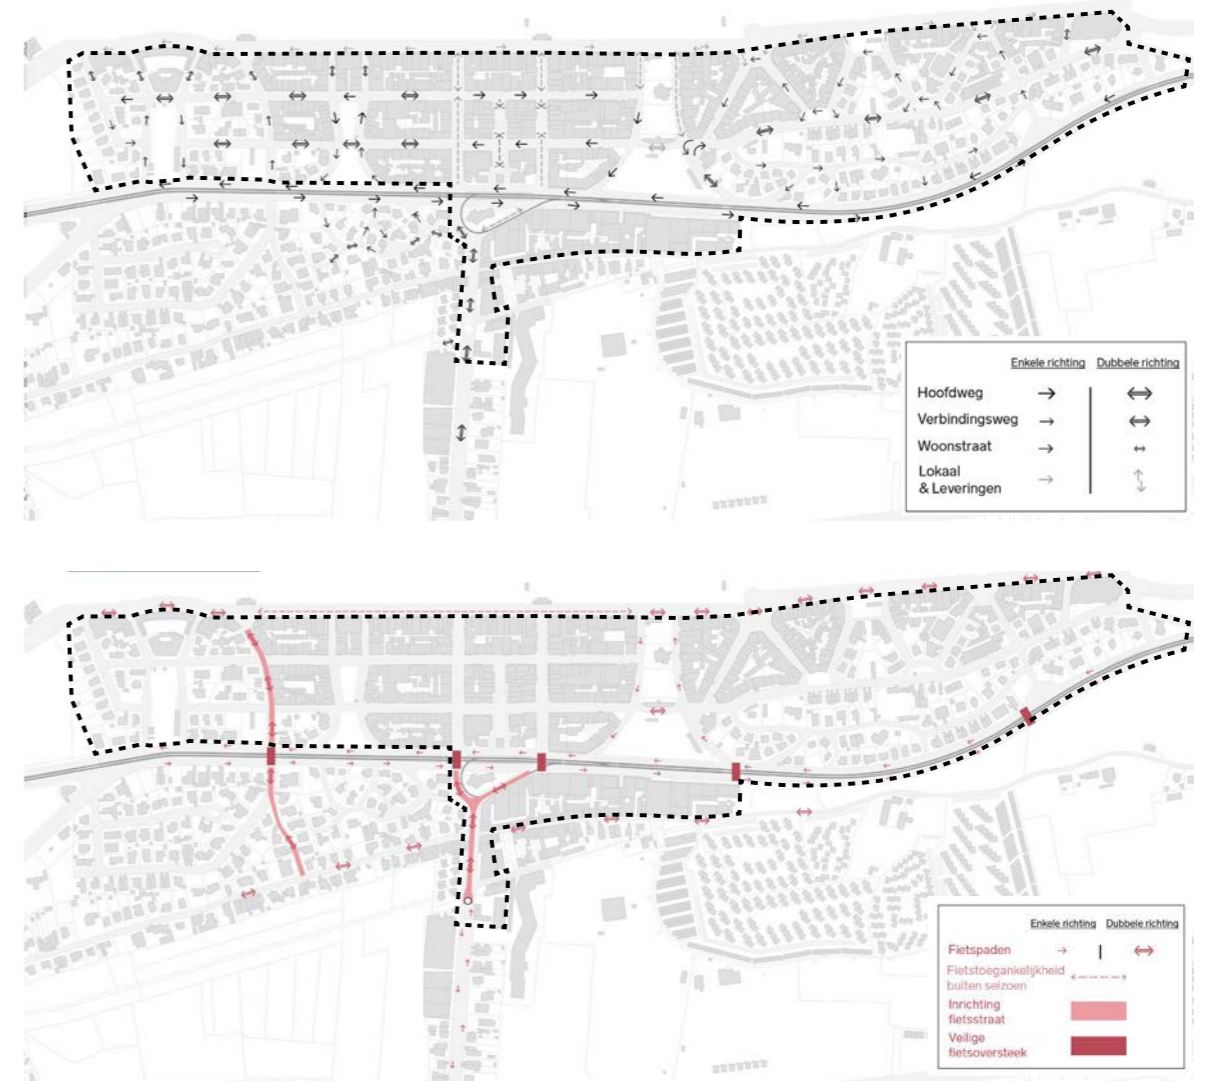 Enkele richting Dubbele richting
Hoofdweg
Verbindingsweg
Woonstraat
Lokaal
& Leveringen
Enkele richting Dubbele richting
Fietspaden
Fietstoegankelijkheid
buiten seizoen
Inrichting
fietsstraat
Veilige
fietsoversteek